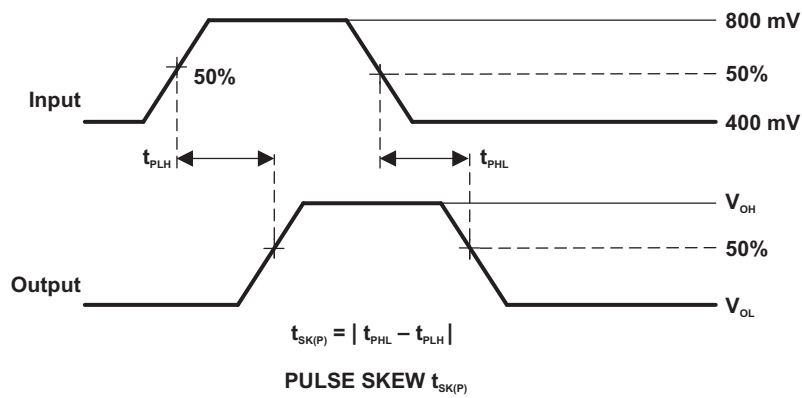 800 mV
50%
50%
Input
400 mV
tPLH
tPHL
VOH
50%
Output
VOL
tSK(P) = | tPHL – tPLH |
PULSE SKEW tSK(P)